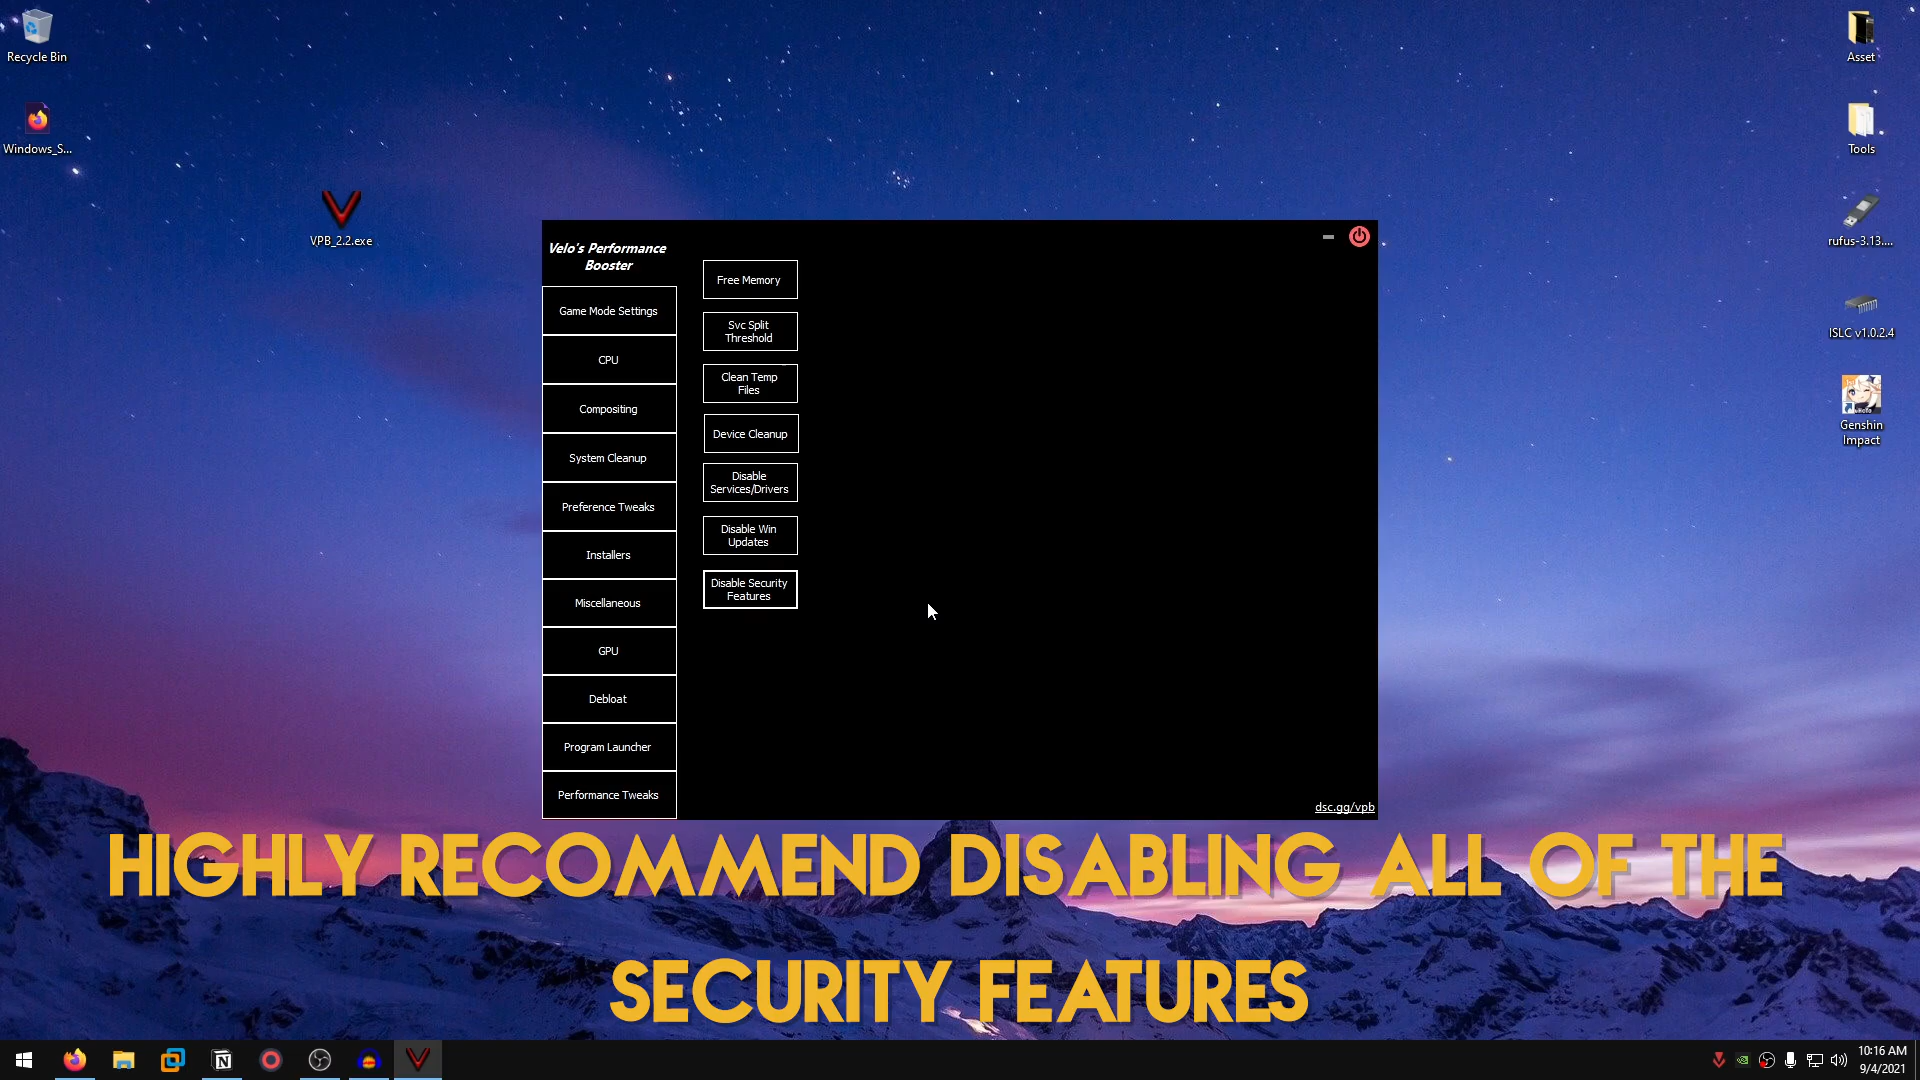 Recycle Bin
Windows_S...
VPB_2.2.exe
Asset
Tools
rufus-3.13....
ISLC v1.0.2.4
Genshin
Impact
Velo's Performance
Booster
Game Mode Settings
CPU
Compositing
System Cleanup
Preference Tweaks
Installers
Miscellaneous
GPU
Debloat
Program Launcher
Performance Tweaks
Free Memory
Svc Split
Threshold
Clean Temp
Files
Device Cleanup
Disable
Services/Drivers
Disable Win
Updates
Disable Security
Features
dsc.gg/vpb
HIGHLY RECOMMEND DISABLING ALL OF THE
SECURITY FEATURES
10:16 AM
9/4/2021